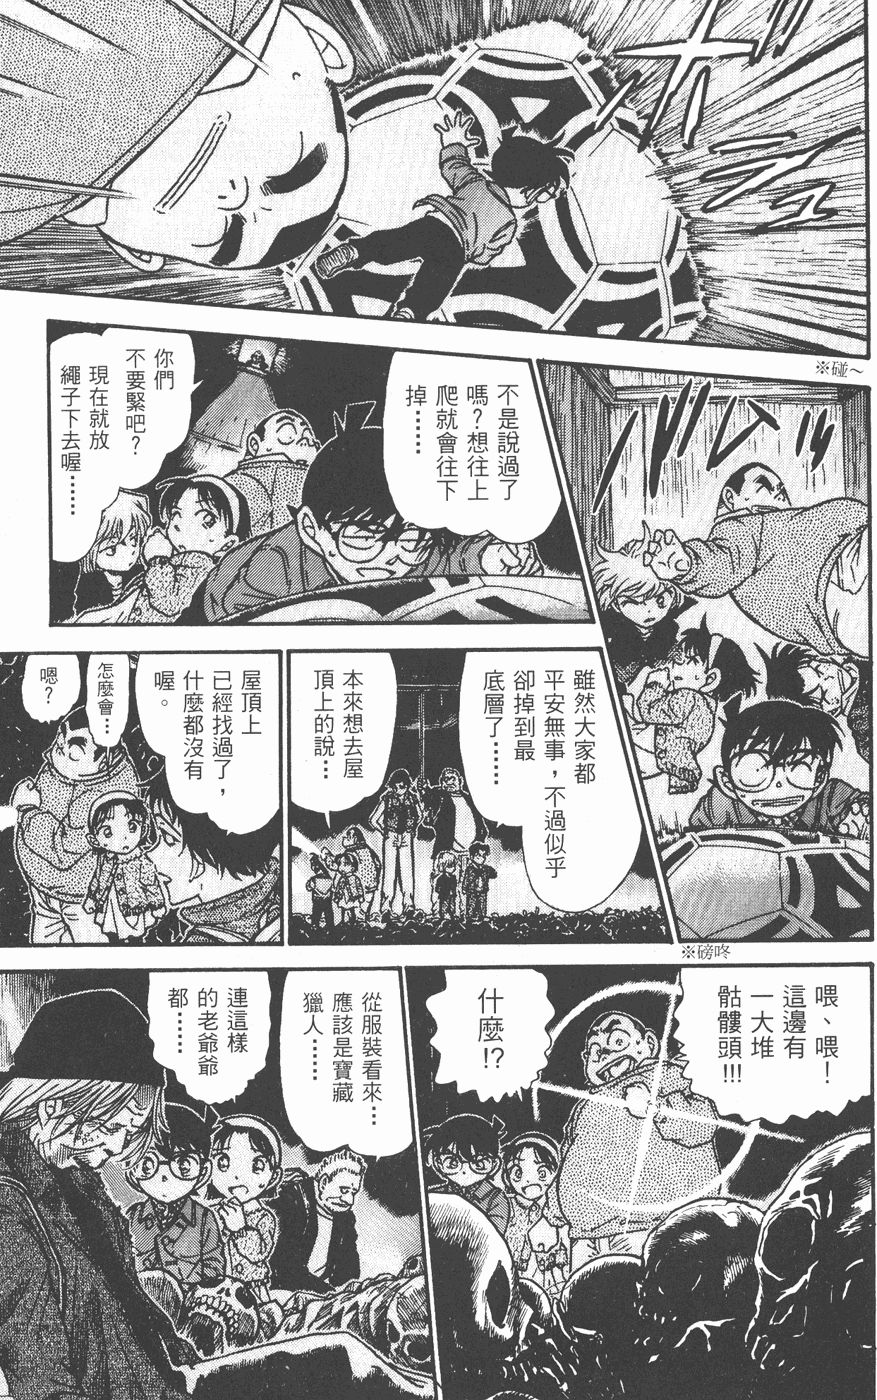 ※碰～
不是說過了
嗎？想往上
爬就會往下
掉……
你們
不要緊吧？
現在就放
繩子下去喔……
※磅咚
雖然大家都
平安無事，不過似乎
卻掉到最
底層了……
本來想去屋
頂上的說…
屋頂上
已經找過了，
什麼都沒有
喔。
怎麼會…
嗯？
喂、喂！
這邊有
一大堆
骷髏頭!!!
什麼!?
從服裝看來…
應該是寶藏
獵人……
連這樣
的老爺爺
都……